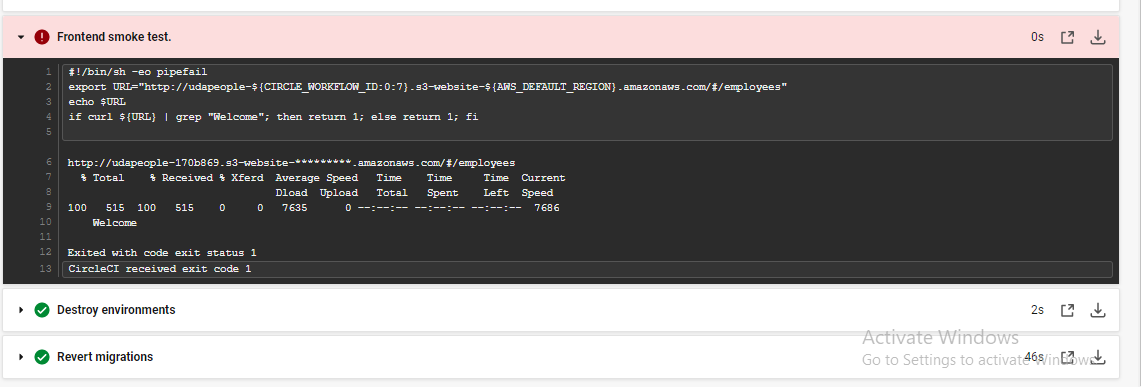 Frontend smoke test.
0s
1 #!/bin/sh -eo pipefail
2 export URL="http://udapeople-${CIRCLE_WORKFLOW_ID:0:7}.s3-website-${AWS_DEFAULT_REGION}.amazonaws.com/#/employees"
3 echo $URL
4 if curl ${URL} | grep "Welcome"; then return 1; else return 1; fi
5
6 http://udapeople-170b869.s3-website-*********.amazonaws.com/#/employees
7 % Total % Received % Xferd Average Speed Time Time Time Current
8 Dload Upload Total Spent Left Speed
9 100 515 100 515 0 0 7635 0 --:--:-- --:--:-- --:--:-- 7686
10 Welcome
11
12 Exited with code exit status 1
13 CircleCI received exit code 1
Destroy environments
2s
Activate Windows
Go to Settings to activate Windows.
Revert migrations
46s